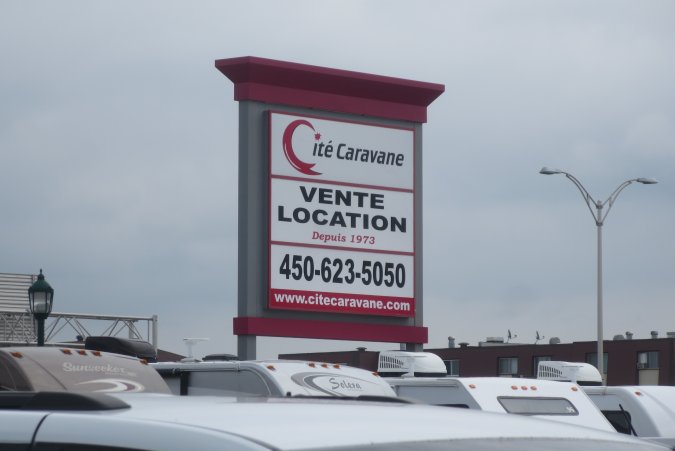 Cité Caravane
VENTE
LOCATION
Depuis 1973
450-623-5050
www.citecaravane.com
Sunseeker
Solera